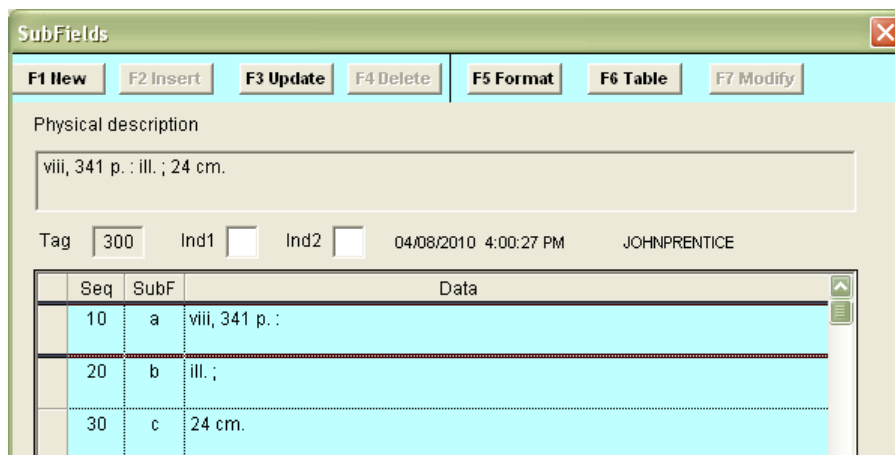 SubFields
F1 New F2 Insert F3 Update F4 Delete F5 Format F6 Table F7 Modify
Physical description
viii, 341 p. : ill. ; 24 cm.
Tag 300 Ind1 Ind2 04/08/2010 4:00:27 PM JOHNPRENTICE
Seq SubF Data
10 a viii, 341 p. :
20 b ill. ;
30 c 24 cm.